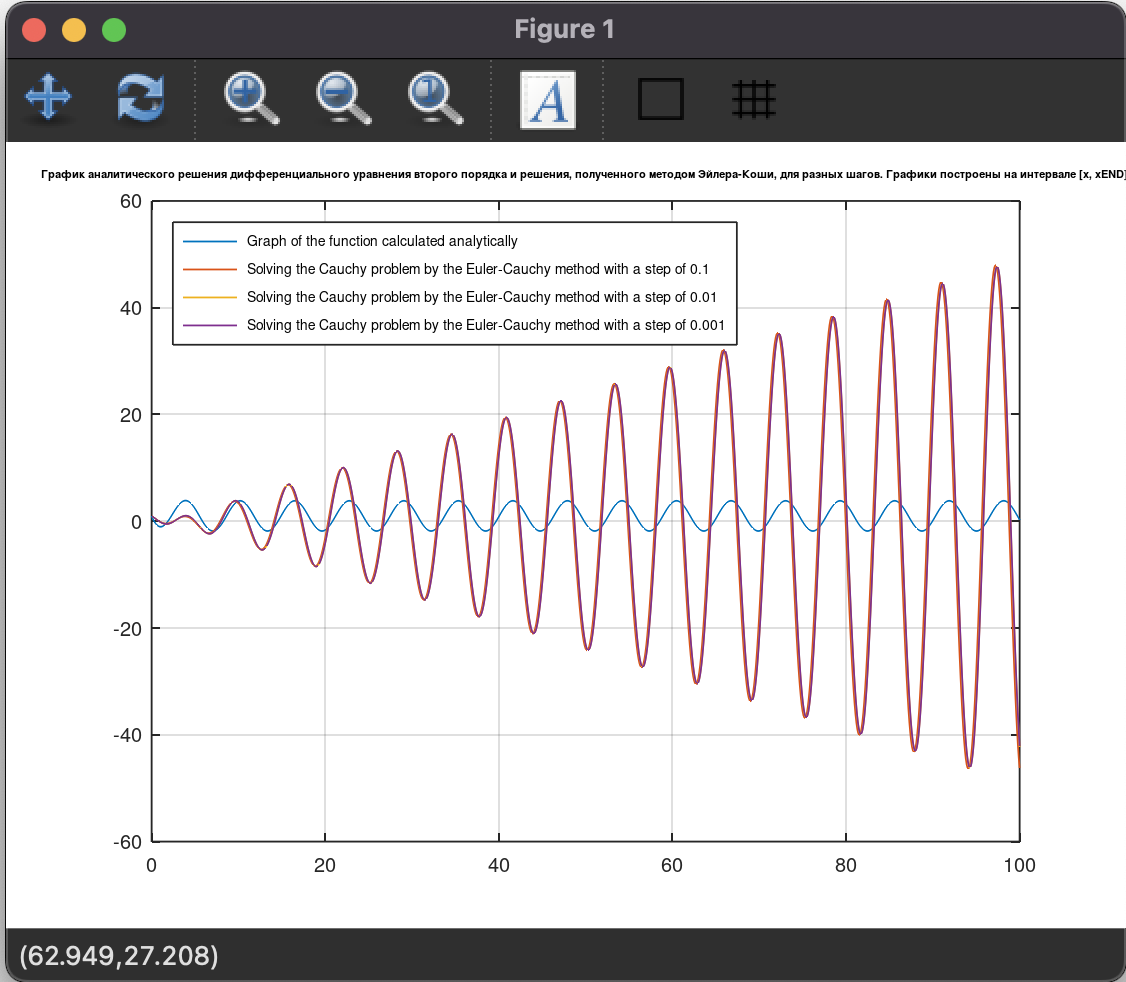 Figure 1
A
График аналитического решения дифференциального уравнения второго порядка и решения, полученного методом Эйлера-Коши, для разных шагов. Графики построены на интервале [x, xEND]
60
40
20
0
-20
-40
-60
Graph of the function calculated analytically
Solving the Cauchy problem by the Euler-Cauchy method with a step of 0.1
Solving the Cauchy problem by the Euler-Cauchy method with a step of 0.01
Solving the Cauchy problem by the Euler-Cauchy method with a step of 0.001
0 20 40 60 80 100
(62.949,27.208)